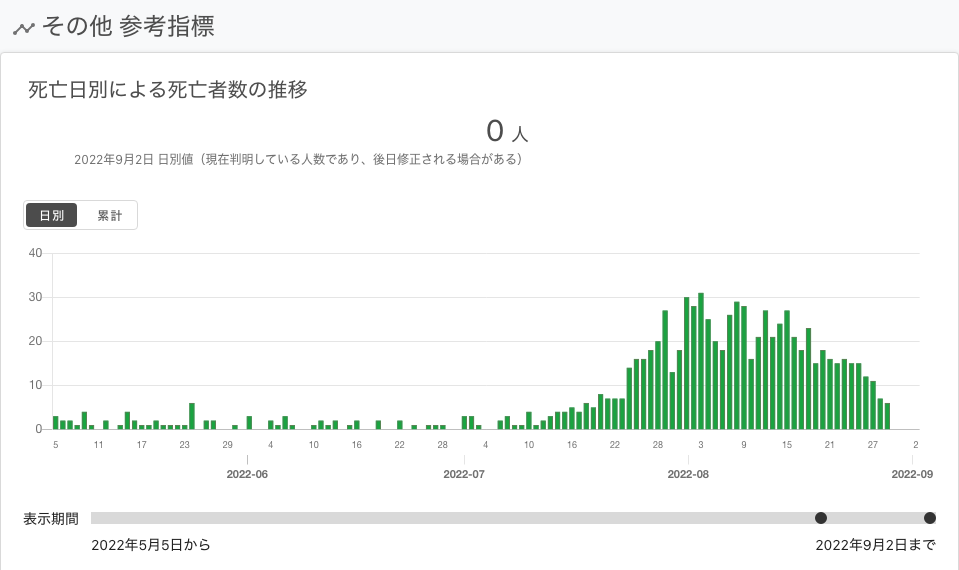 その他 参考指標
死亡日別による死亡者数の推移
0 人
2022年9月2日 日別値（現在判明している人数であり、後日修正される場合がある）
日別 累計
40
30
20
10
0
5 11 17 23 29 4 10 16 22 28 4 10 16 22 28 3 9 15 21 27 2
2022-06 2022-07 2022-08 2022-09
表示期間
2022年5月5日から 2022年9月2日まで